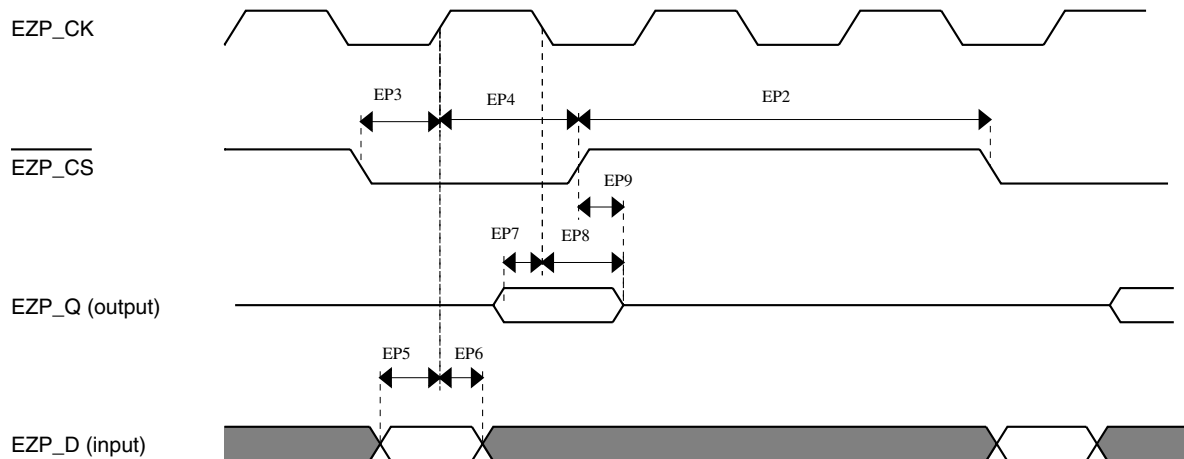 EZP_CK
EP3
EP4
EP2
EZP_CS
EP9
EP7
EP8
EZP_Q (output)
EP5
EP6
EZP_D (input)